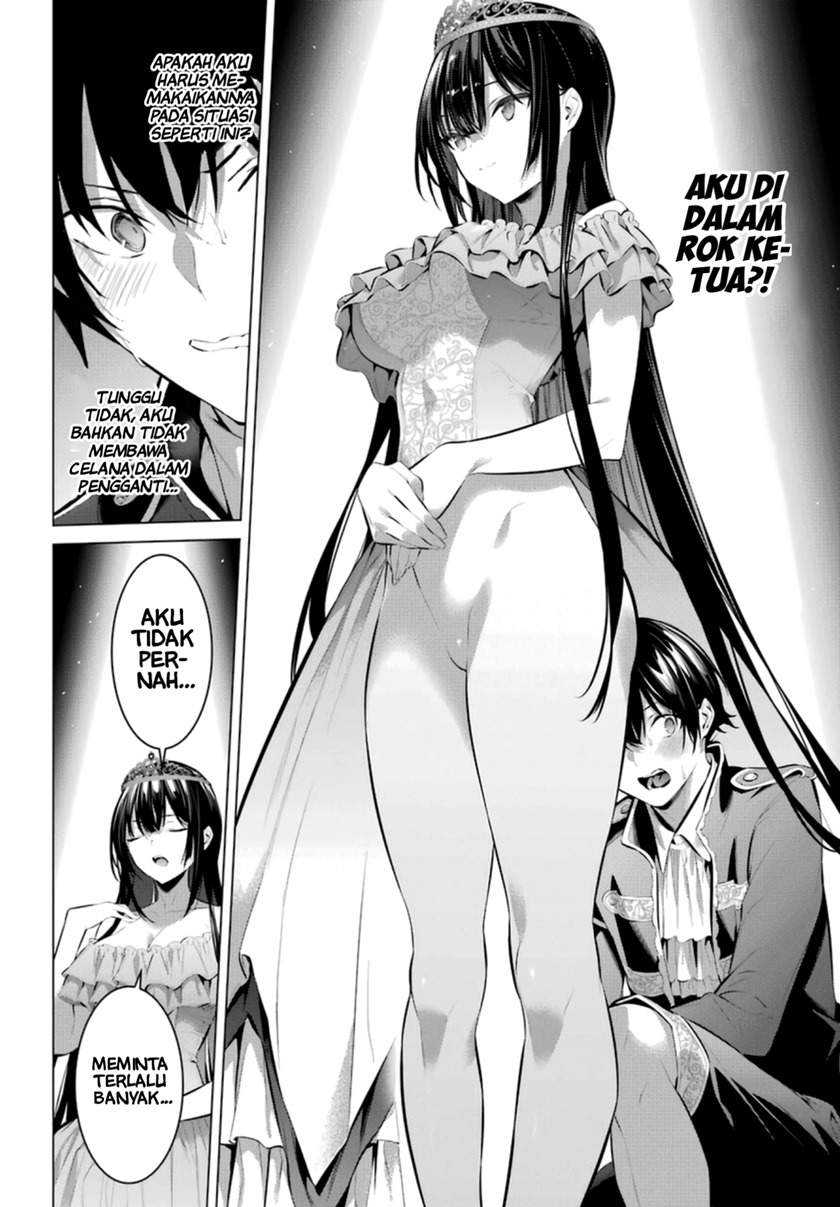 AKU DI
DALAM
ROK KE-
TUA?!
APAKAH AKU
HARUS ME-
MAKAIKANNYA
PADA SITUASI
SEPERTI INI?
TUNGGU
TIDAK, AKU
BAHKAN TIDAK
MEMBAWA
CELANA DALAM
PENGGANTI...
AKU
TIDAK
PER-
NAH...
MEMINTA
TERLALU
BANYAK...